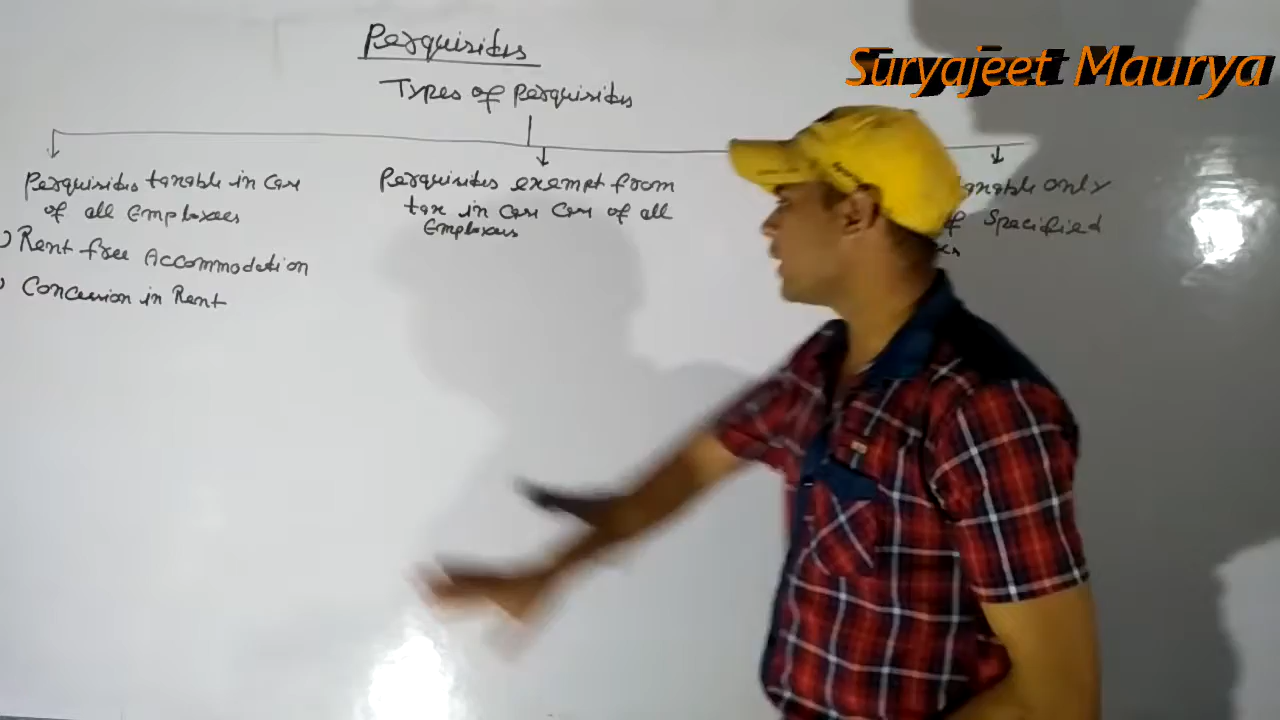 Perquisites
Suryajeet Maurya
Types of Perquisites
Perquisites taxable in Case
of all Employees
Perquisites exempt from
tax in Case Case of all
Employees
taxable only
of Specified
Rent free Accommodation
Concession in Rent